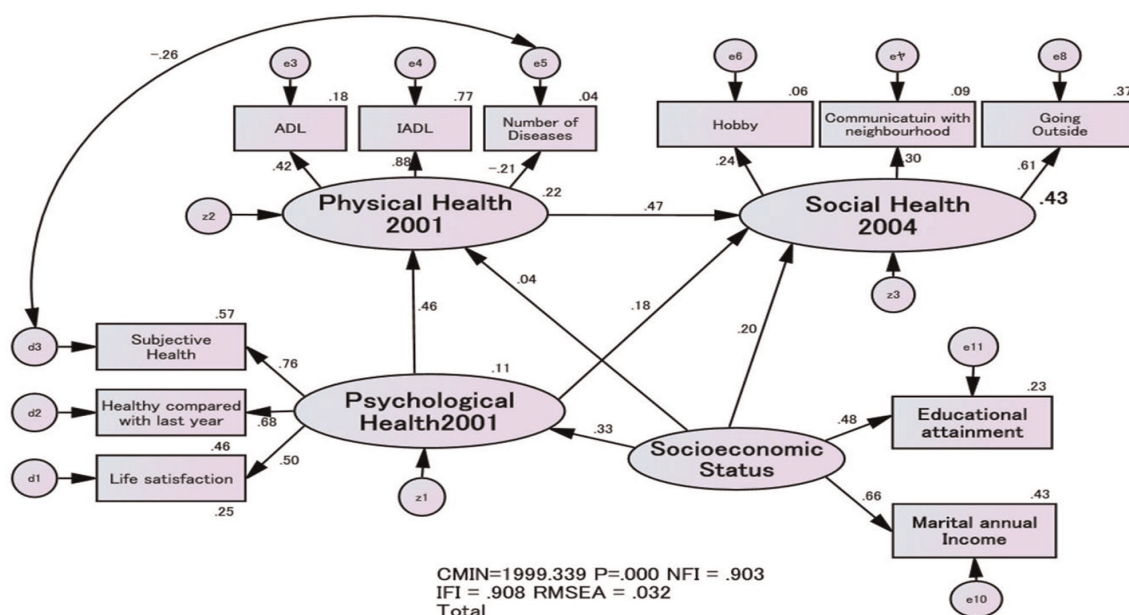 -.26
e3
e4
e5
e6
e8
.18
.77
.04
.06
.09
.37
ADL
IADL
Number of
Diseases
Hobby
Communicatuin with
neighbourhood
Going
Outside
.42
.88
-.21
.24
.30
.61
.22
.43
Physical Health
2001
Social Health
2004
z2
.47
z3
.04
.46
.18
.20
.57
d3
Subjective
Health
.76
e11
.11
.23
d2
Healthy compared
with last year
.68
Psychological
Health2001
.33
.48
Educational
attainment
Socioeconomic
Status
.46
.50
d1
Life satisfaction
.25
z1
.66
.43
Marital annual
Income
e10
CMIN=1999.339 P=.000 NFI = .903
IFI = .908 RMSEA = .032
Total